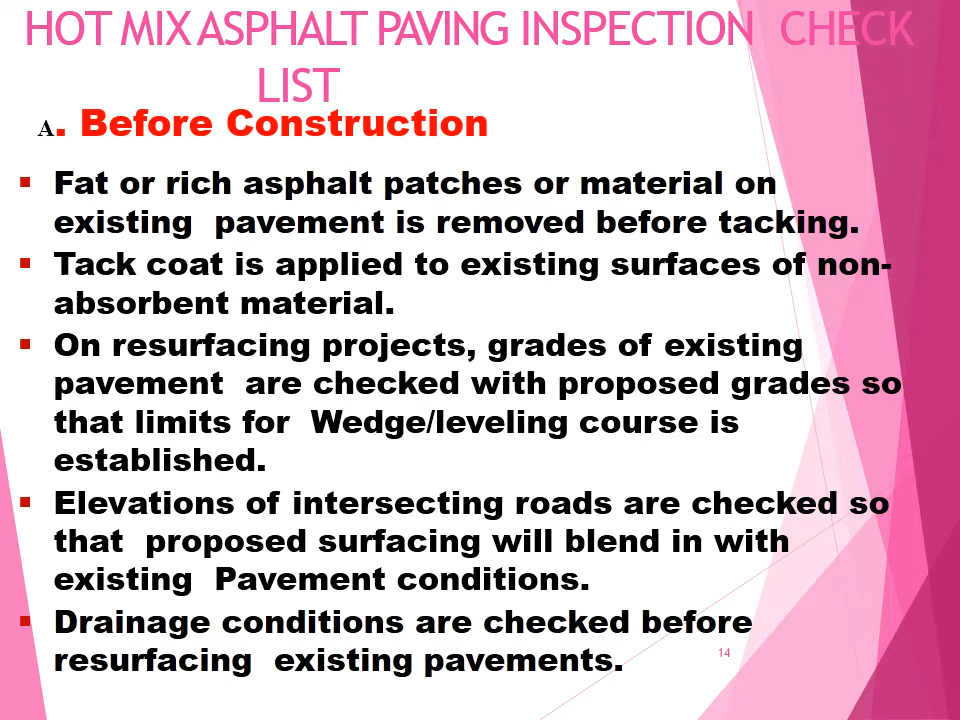 HOT MIX ASPHALT PAVING INSPECTION CHECK
LIST
A. Before Construction
▪ Fat or rich asphalt patches or material on
existing pavement is removed before tacking.
▪ Tack coat is applied to existing surfaces of non-
absorbent material.
▪ On resurfacing projects, grades of existing
pavement are checked with proposed grades so
that limits for Wedge/leveling course is
established.
▪ Elevations of intersecting roads are checked so
that proposed surfacing will blend in with
existing Pavement conditions.
▪ Drainage conditions are checked before
resurfacing existing pavements.
14